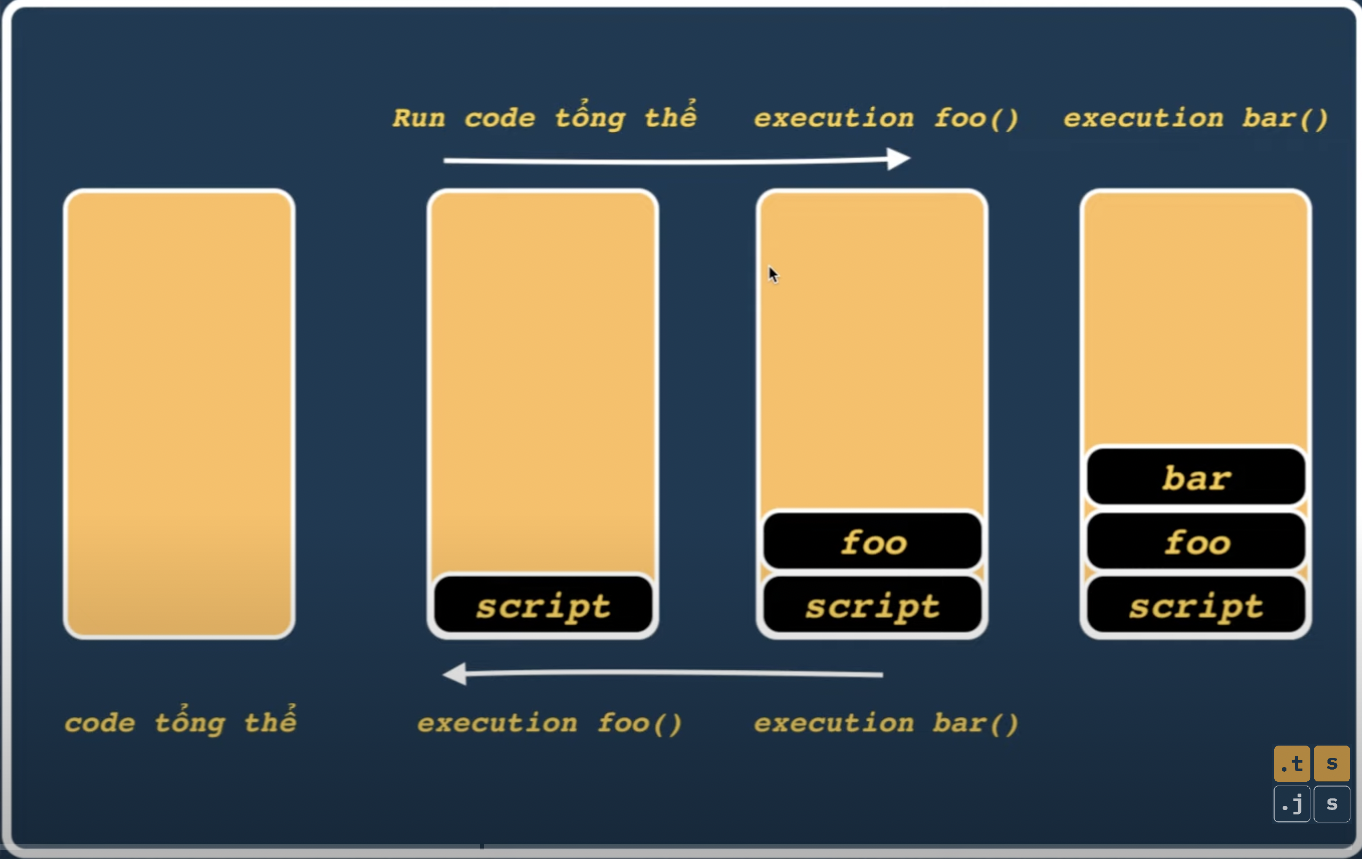 Run code tổng thể execution foo() execution bar()
bar
foo foo
script script script
code tổng thể execution foo() execution bar()
.t s
.j s